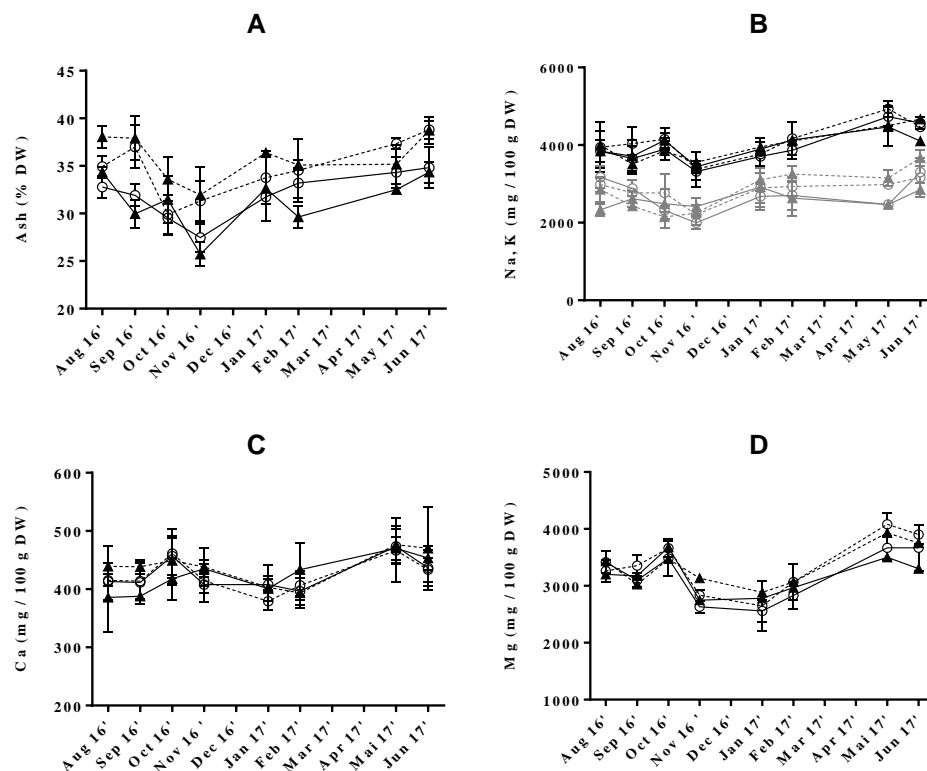 A
B
45
40
35
30
25
20
Ash (% DW)
Aug 16'
Sep 16'
Oct 16'
Nov 16'
Dec 16'
Jan 17'
Feb 17'
Mar 17'
Apr 17'
May 17'
Jun 17'
6000
4000
2000
0
Na,K (mg / 100 g DW)
Aug 16'
Sep 16'
Oct 16'
Nov 16'
Dec 16'
Jan 17'
Feb 17'
Mar 17'
Apr 17'
May 17'
Jun 17'
C
D
600
500
400
300
200
Ca (mg / 100 g DW)
Aug 16'
Sep 16'
Oct 16'
Nov 16'
Dec 16'
Jan 17'
Feb 17'
Mar 17'
Apr 17'
Mai 17'
Jun 17'
5000
4000
3000
2000
1000
Mg (mg / 100 g DW)
Aug 16'
Sep 16'
Oct 16'
Nov 16'
Dec 16'
Jan 17'
Feb 17'
Mar 17'
Apr 17'
Mai 17'
Jun 17'